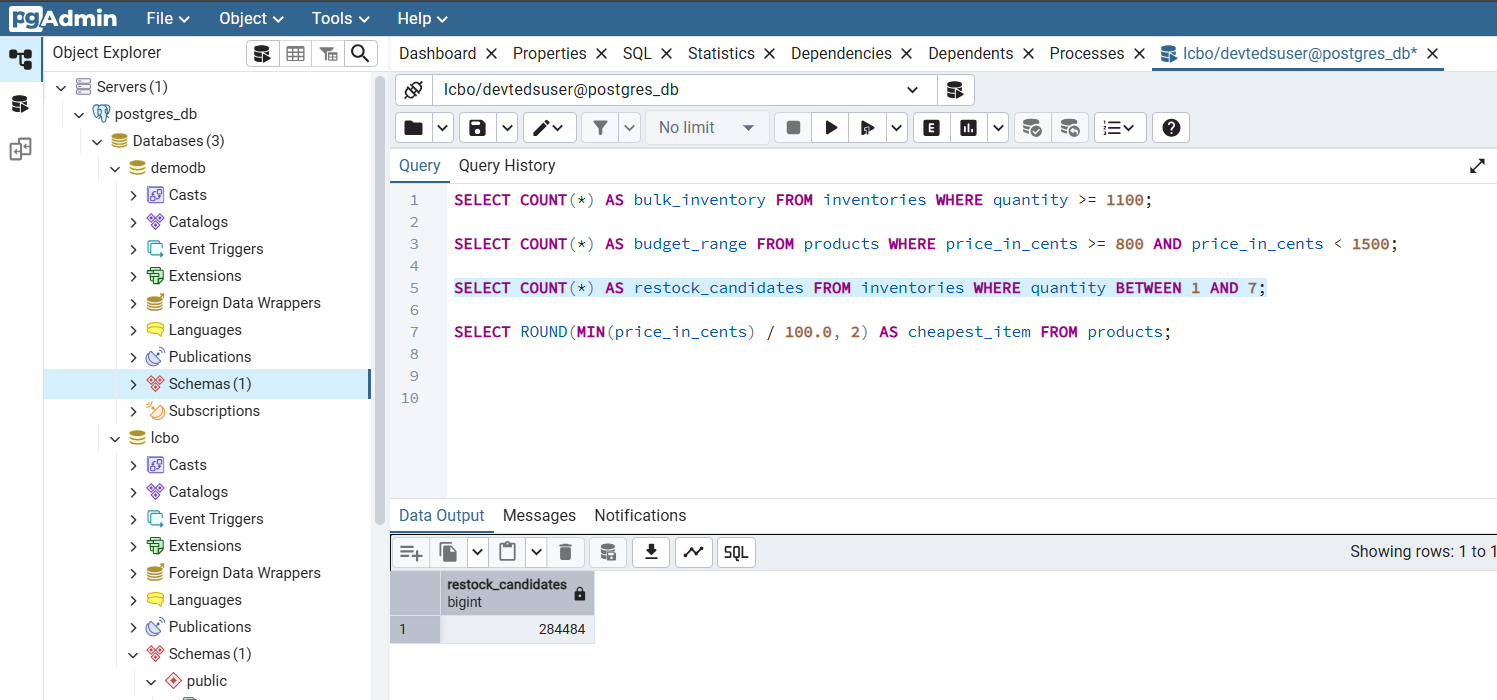 pgAdmin File Object Tools Help
Object Explorer
Dashboard Properties SQL Statistics Dependencies Dependents Processes lcbo/devtedsuser@postgres_db*
Servers (1)
postgres_db
Databases (3)
demodb
Casts
Catalogs
Event Triggers
Extensions
Foreign Data Wrappers
Languages
Publications
Schemas (1)
Subscriptions
lcbo
Casts
Catalogs
Event Triggers
Extensions
Foreign Data Wrappers
Languages
Publications
Schemas (1)
public
lcbo/devtedsuser@postgres_db
No limit E
Query Query History
1 SELECT COUNT(*) AS bulk_inventory FROM inventories WHERE quantity >= 1100;
2
3 SELECT COUNT(*) AS budget_range FROM products WHERE price_in_cents >= 800 AND price_in_cents < 1500;
4
5 SELECT COUNT(*) AS restock_candidates FROM inventories WHERE quantity BETWEEN 1 AND 7;
6
7 SELECT ROUND(MIN(price_in_cents) / 100.0, 2) AS cheapest_item FROM products;
8
9
10
Data Output Messages Notifications
SQL Showing rows: 1 to 1
restock_candidates
bigint
1 284484